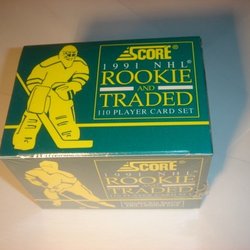 SCORE®
1991 NHL®
ROOKIE
AND
TRADED
110 PLAYER CARD SET
SCORE
1991 NHL
ROOKIE
AND
TRADED